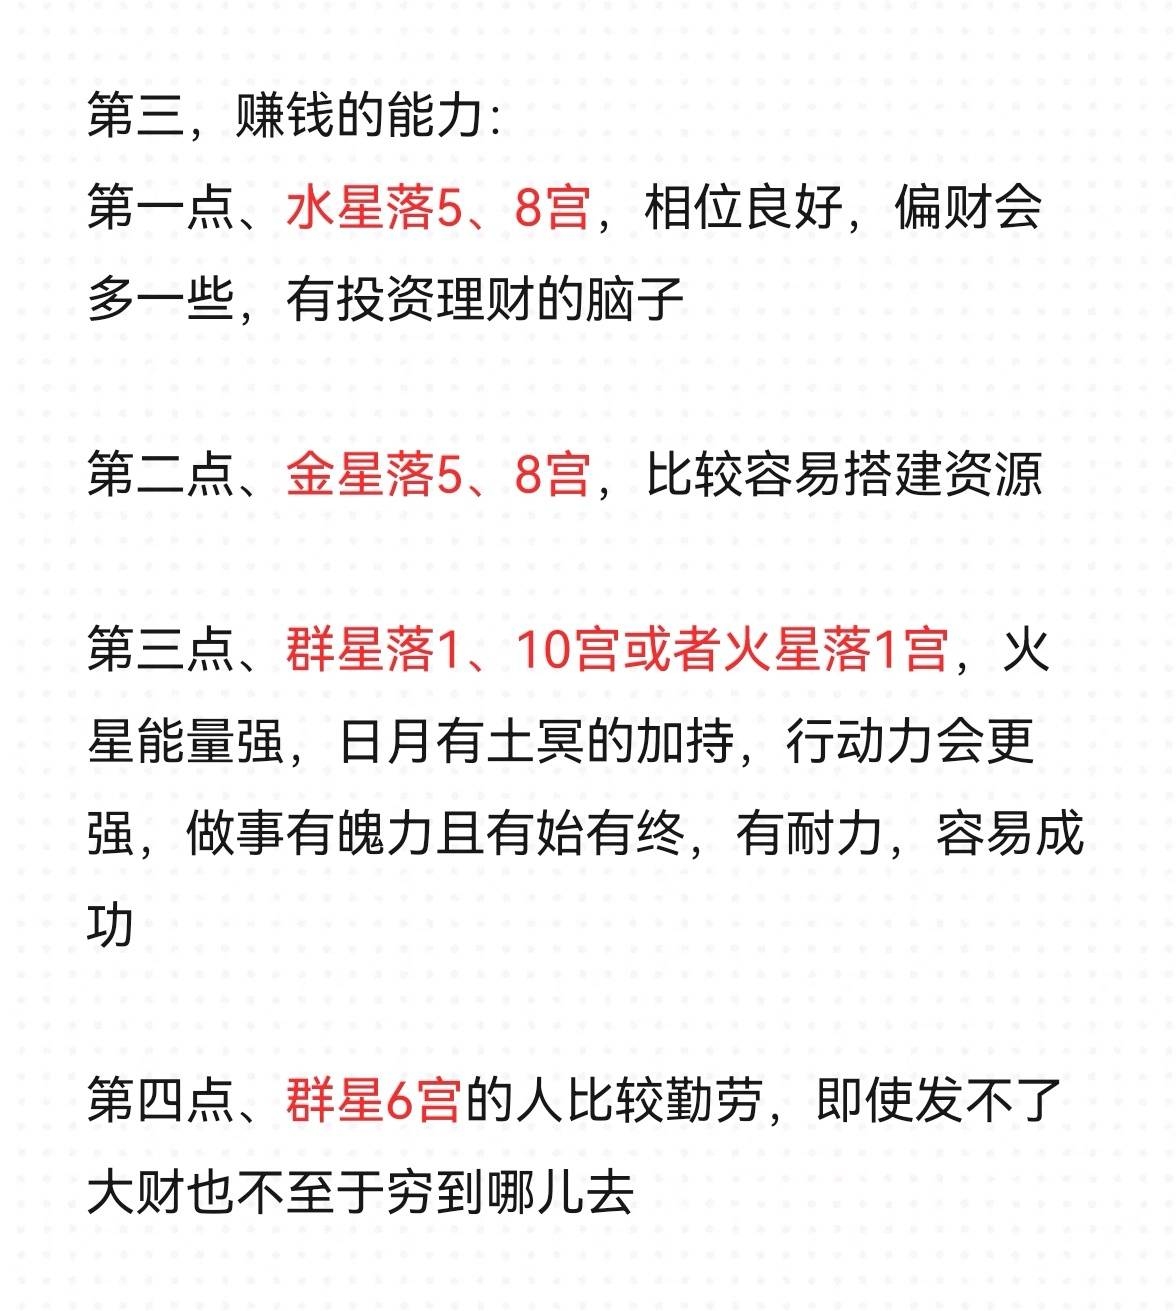 第三，赚钱的能力：
第一点、水星落5、8宫，相位良好，偏财会
多一些，有投资理财的脑子
第二点、金星落5、8宫，比较容易搭建资源
第三点、群星落1、10宫或者火星落1宫，火
星能量强，日月有土冥的加持，行动力会更
强，做事有魄力且有始有终，有耐力，容易成
功
第四点、群星6宫的人比较勤劳，即使发不了
大财也不至于穷到哪儿去